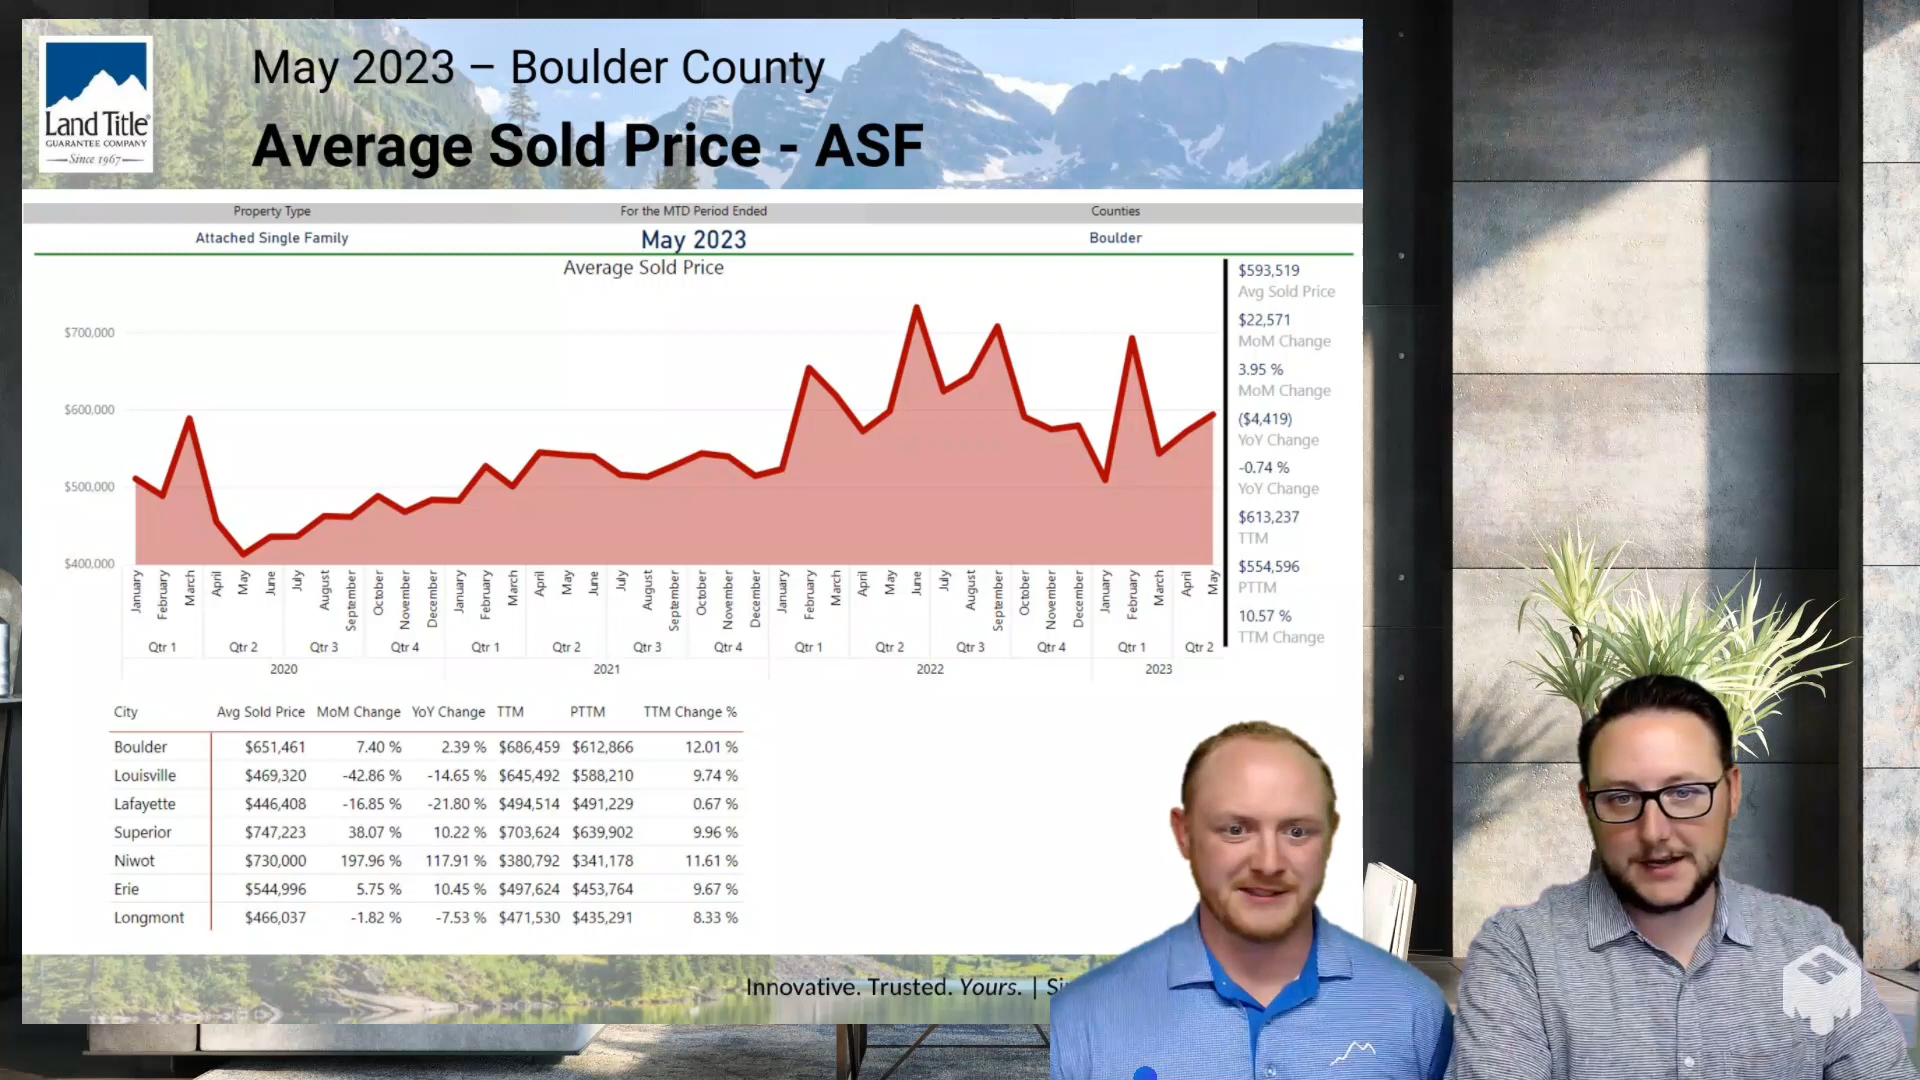 May 2023 – Boulder County
Average Sold Price - ASF
Land Title®
GUARANTEE COMPANY
Since 1967
Property Type For the MTD Period Ended Counties
Attached Single Family May 2023 Boulder
Average Sold Price
$700,000
$600,000
$500,000
$400,000
January February March April May June July August September October November December January February March April May June July August September October November December January February March April May June July August September October November December January February March April May
Qtr 1 Qtr 2 Qtr 3 Qtr 4 Qtr 1 Qtr 2 Qtr 3 Qtr 4 Qtr 1 Qtr 2 Qtr 3 Qtr 4 Qtr 1 Qtr 2
2020 2021 2022 2023
$593,519
Avg Sold Price
$22,571
MoM Change
3.95 %
MoM Change
($4,419)
YoY Change
-0.74 %
YoY Change
$613,237
TTM
$554,596
PTTM
10.57 %
TTM Change
City Avg Sold Price MoM Change YoY Change TTM PTTM TTM Change %
Boulder $651,461 7.40 % 2.39 % $686,459 $612,866 12.01 %
Louisville $469,320 -42.86 % -14.65 % $645,492 $588,210 9.74 %
Lafayette $446,408 -16.85 % -21.80 % $494,514 $491,229 0.67 %
Superior $747,223 38.07 % 10.22 % $703,624 $639,902 9.96 %
Niwot $730,000 197.96 % 117.91 % $380,792 $341,178 11.61 %
Erie $544,996 5.75 % 10.45 % $497,624 $453,764 9.67 %
Longmont $466,037 -1.82 % -7.53 % $471,530 $435,291 8.33 %
Innovative. Trusted. Yours. |